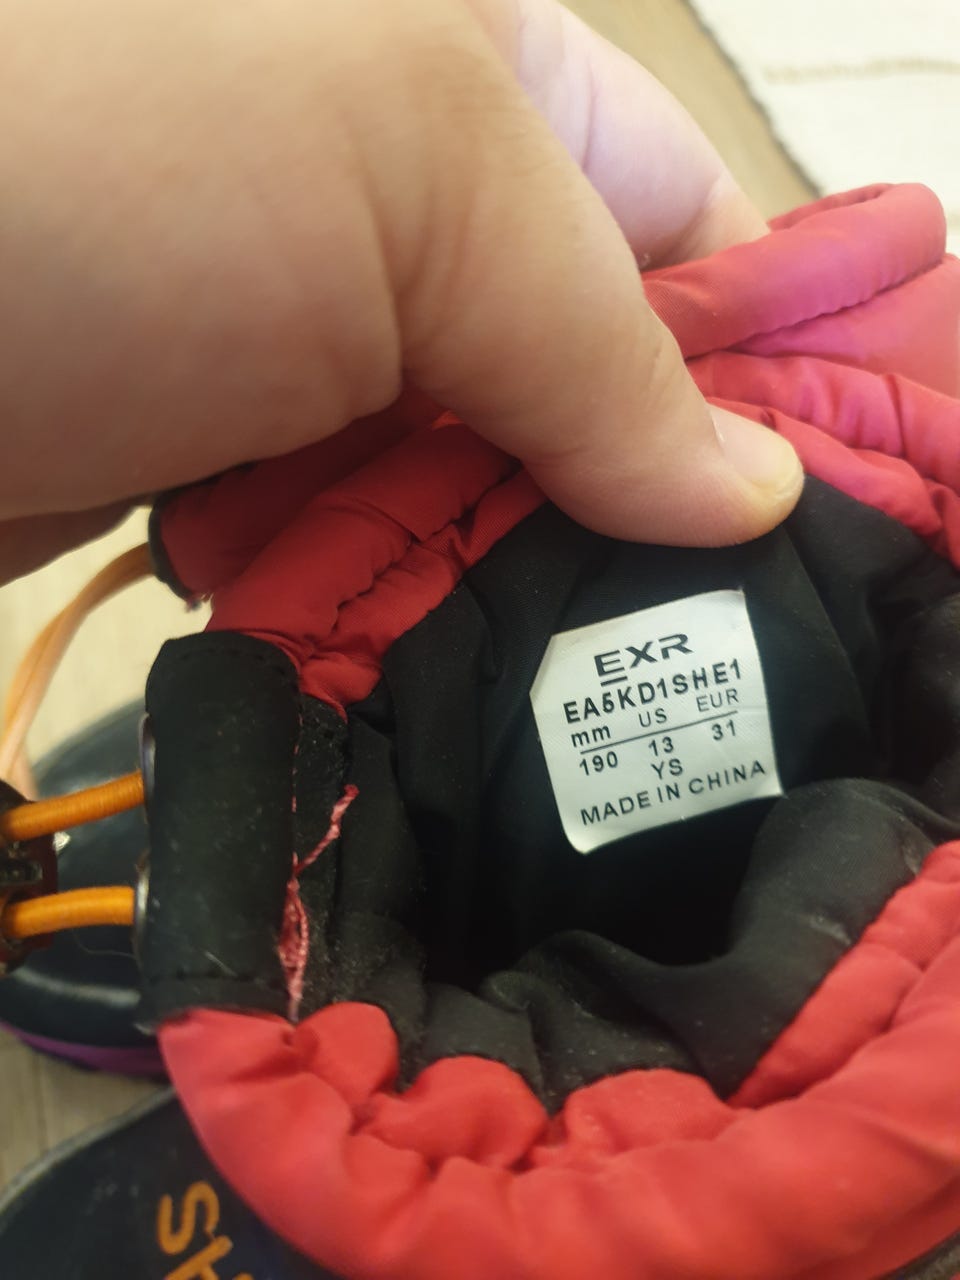 EXR
EA5KD1SHE1
mm US EUR
190 13 31
YS
MADE IN CHINA